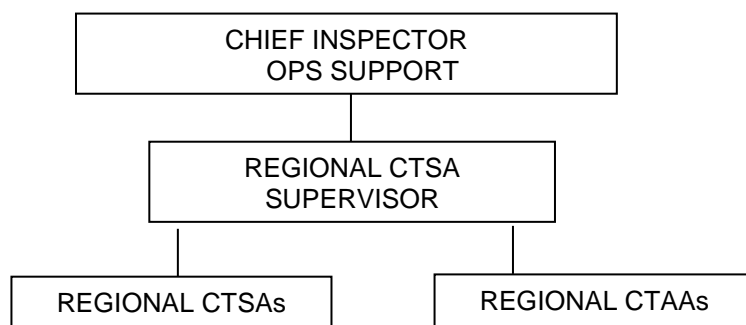 CHIEF INSPECTOR
OPS SUPPORT
REGIONAL CTSA
SUPERVISOR
REGIONAL CTSAs
REGIONAL CTAAs